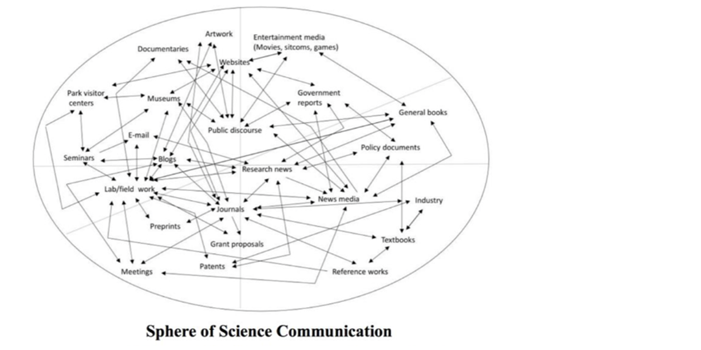 Artwork
Entertainment media
(Movies, sitcoms, games)
Documentaries
Websites
Park visitor
centers
Museums
Government
reports
General books
Public discourse
E-mail
Policy documents
Seminars
Blogs
Research news
Lab/field work
News media
Industry
Journals
Preprints
Grant proposals
Textbooks
Patents
Meetings
Reference works
Sphere of Science Communication